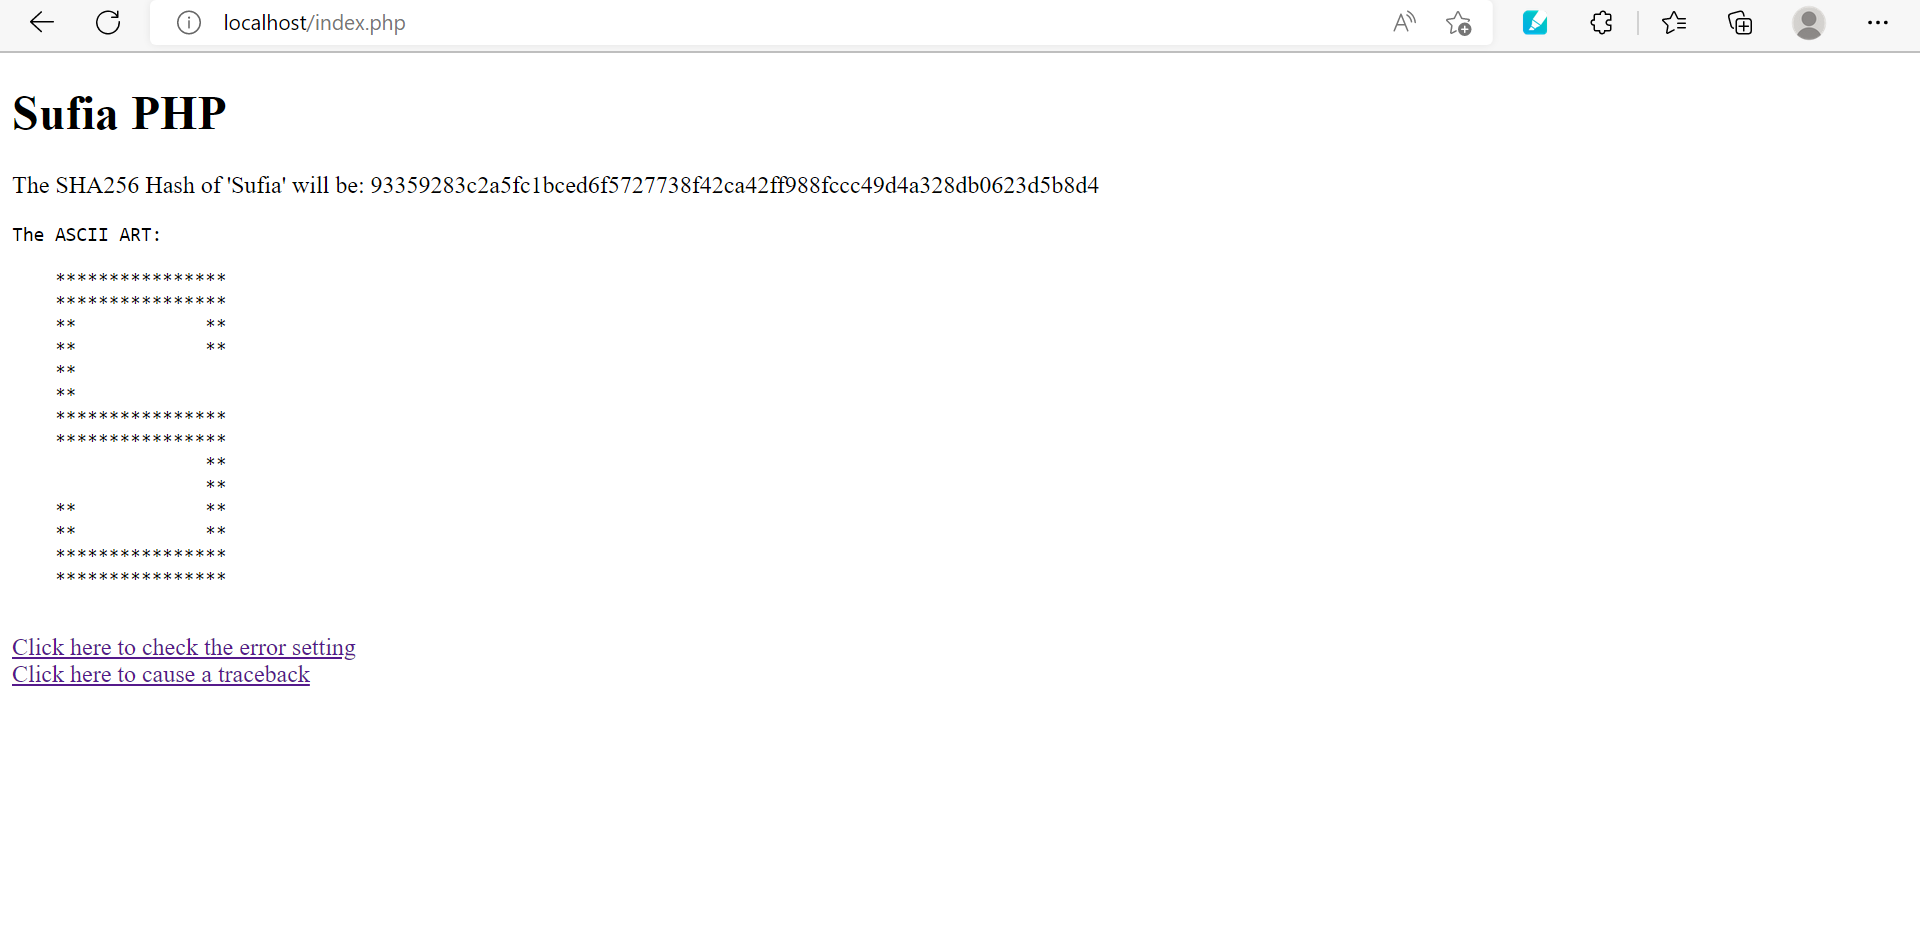 localhost/index.php
Sufia PHP
The SHA256 Hash of 'Sufia' will be: 93359283c2a5fc1bced6f5727738f42ca42ff988fccc49d4a328db0623d5b8d4
The ASCII ART:
    ****************
    ****************
    **            **
    **            **
    **
    **
    ****************
    ****************
                  **
                  **
    **            **
    **            **
    ****************
    ****************
Click here to check the error setting
Click here to cause a traceback